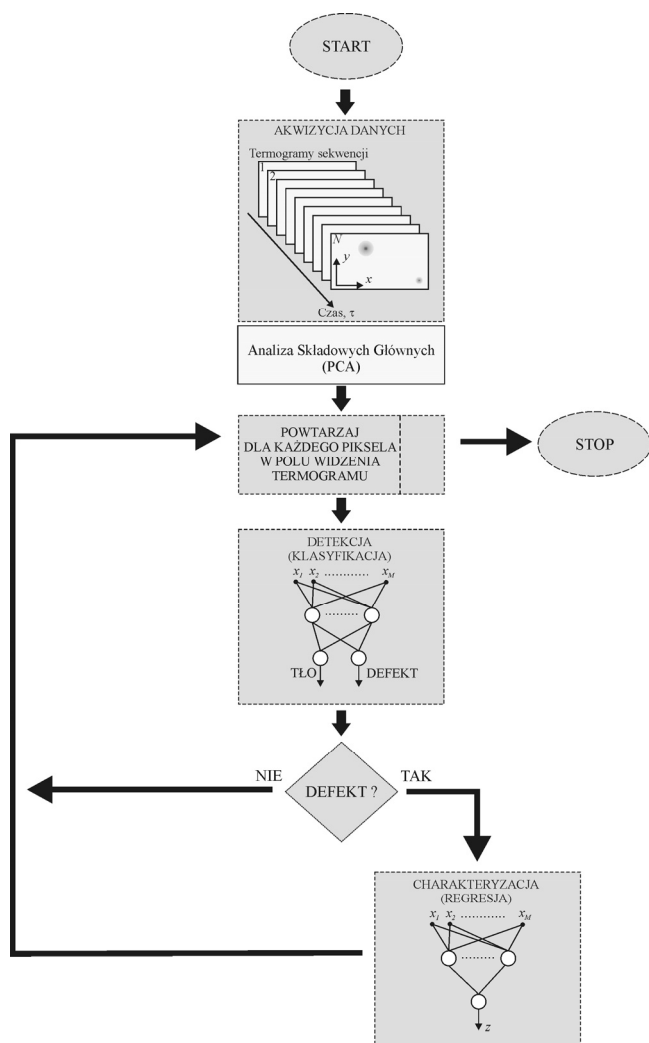 START
AKWIZYCJA DANYCH
Termogramy sekwencji
1
2
N
y
x
Czas, τ
Analiza Składowych Głównych
(PCA)
POWTARZAJ
DLA KAŻDEGO PIKSELA
W POLU WIDZENIA
TERMOGRAMU
STOP
DETEKCJA
(KLASYFIKACJA)
x1 x2 ............ xM
........
TŁO DEFEKT
NIE TAK
DEFEKT ?
CHARAKTERYZACJA
(REGRESJA)
x1 x2 ............ xM
........
z